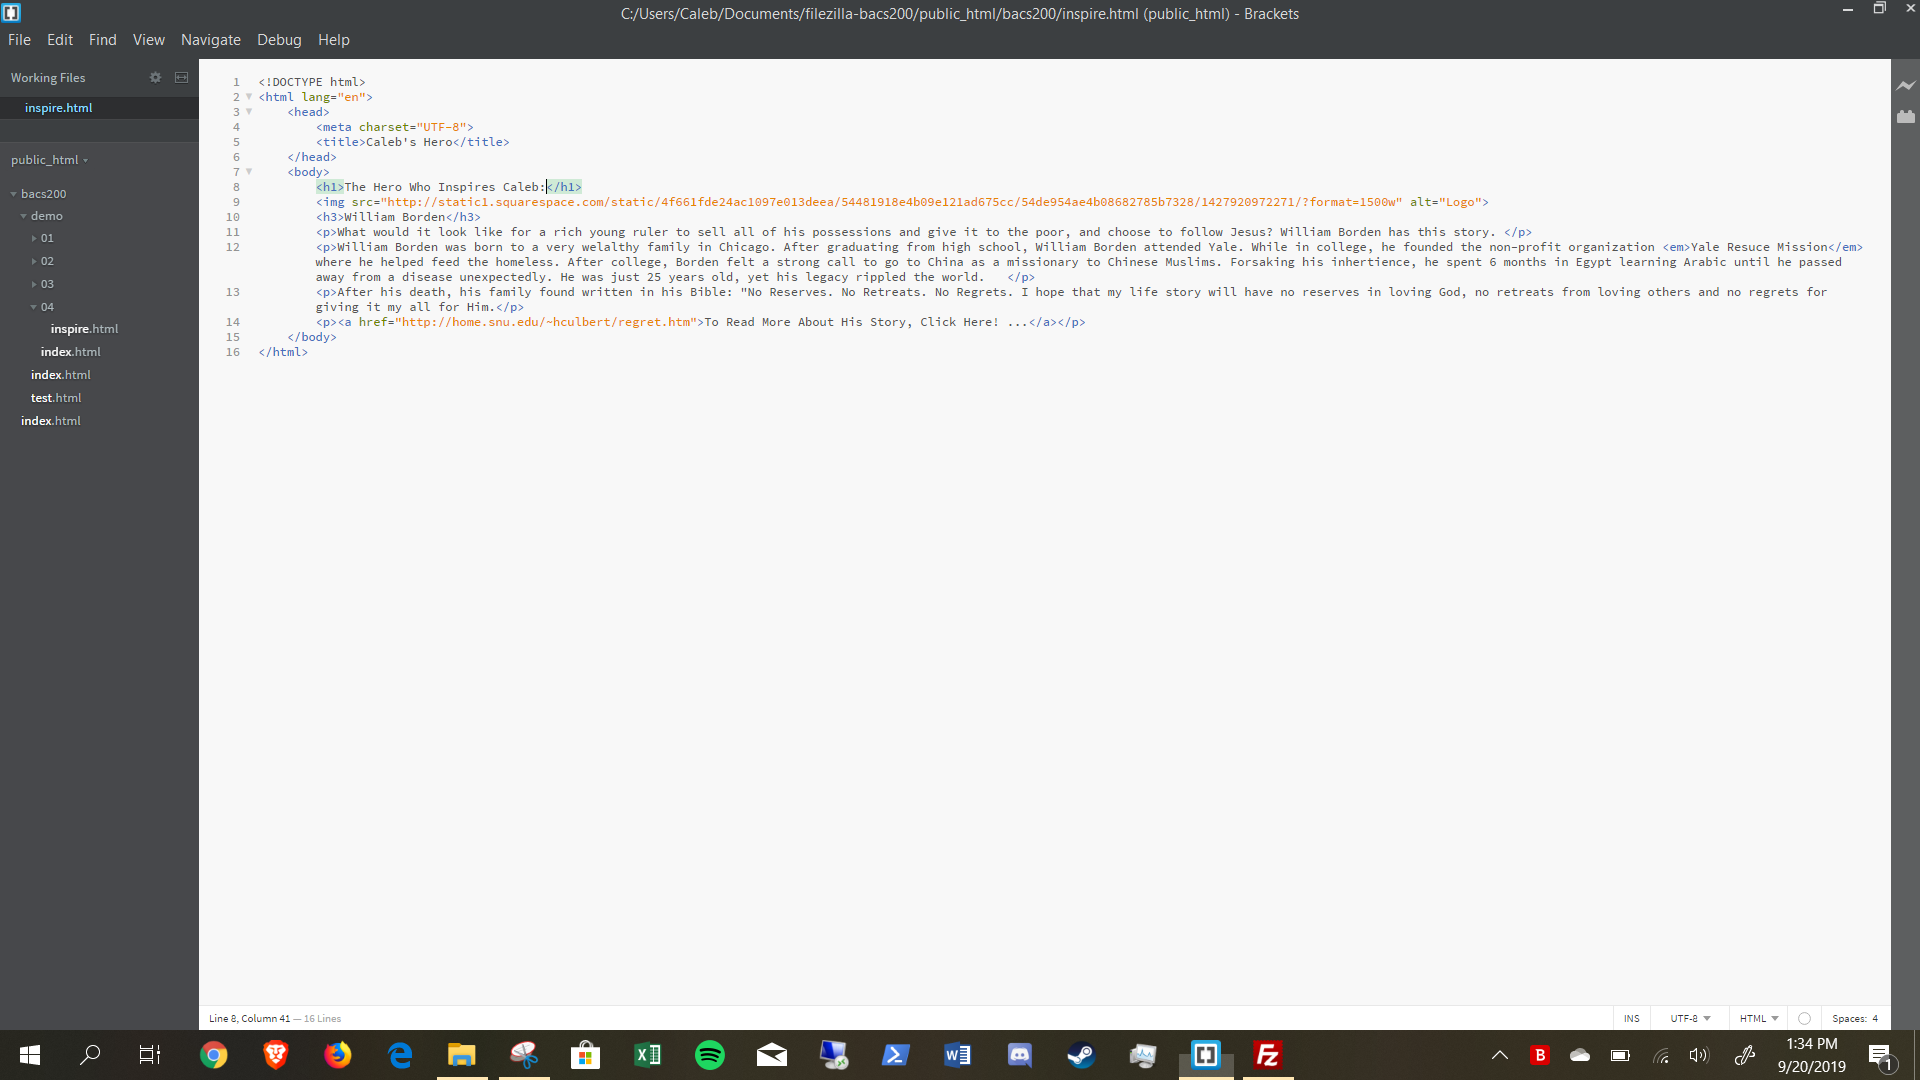 C:/Users/Caleb/Documents/filezilla-bacs200/public_html/bacs200/inspire.html (public_html) - Brackets
File Edit Find View Navigate Debug Help
Working Files
inspire.html
public_html
bacs200
demo
01
02
03
04
inspire.html
index.html
index.html
test.html
index.html
1 <!DOCTYPE html>
2 <html lang="en">
3 <head>
4 <meta charset="UTF-8">
5 <title>Caleb's Hero</title>
6 </head>
7 <body>
8 <h1>The Hero Who Inspires Caleb:</h1>
9 <img src="http://static1.squarespace.com/static/4f661fde24ac1097e013deea/54481918e4b09e121ad675cc/54de954ae4b08682785b7328/1427920972271/?format=1500w" alt="Logo">
10 <h3>William Borden</h3>
11 <p>What would it look like for a rich young ruler to sell all of his possessions and give it to the poor, and choose to follow Jesus? William Borden has this story. </p>
12 <p>William Borden was born to a very welalthy family in Chicago. After graduating from high school, William Borden attended Yale. While in college, he founded the non-profit organization <em>Yale Resuce Mission</em>
where he helped feed the homeless. After college, Borden felt a strong call to go to China as a missionary to Chinese Muslims. Forsaking his inhertience, he spent 6 months in Egypt learning Arabic until he passed
away from a disease unexpectedly. He was just 25 years old, yet his legacy rippled the world.   </p>
13 <p>After his death, his family found written in his Bible: "No Reserves. No Retreats. No Regrets. I hope that my life story will have no reserves in loving God, no retreats from loving others and no regrets for
giving it my all for Him.</p>
14 <p><a href="http://home.snu.edu/~hculbert/regret.htm">To Read More About His Story, Click Here! ...</a></p>
15 </body>
16 </html>
Line 8, Column 41 — 16 Lines
INS UTF-8 HTML Spaces: 4
1:34 PM
9/20/2019
1